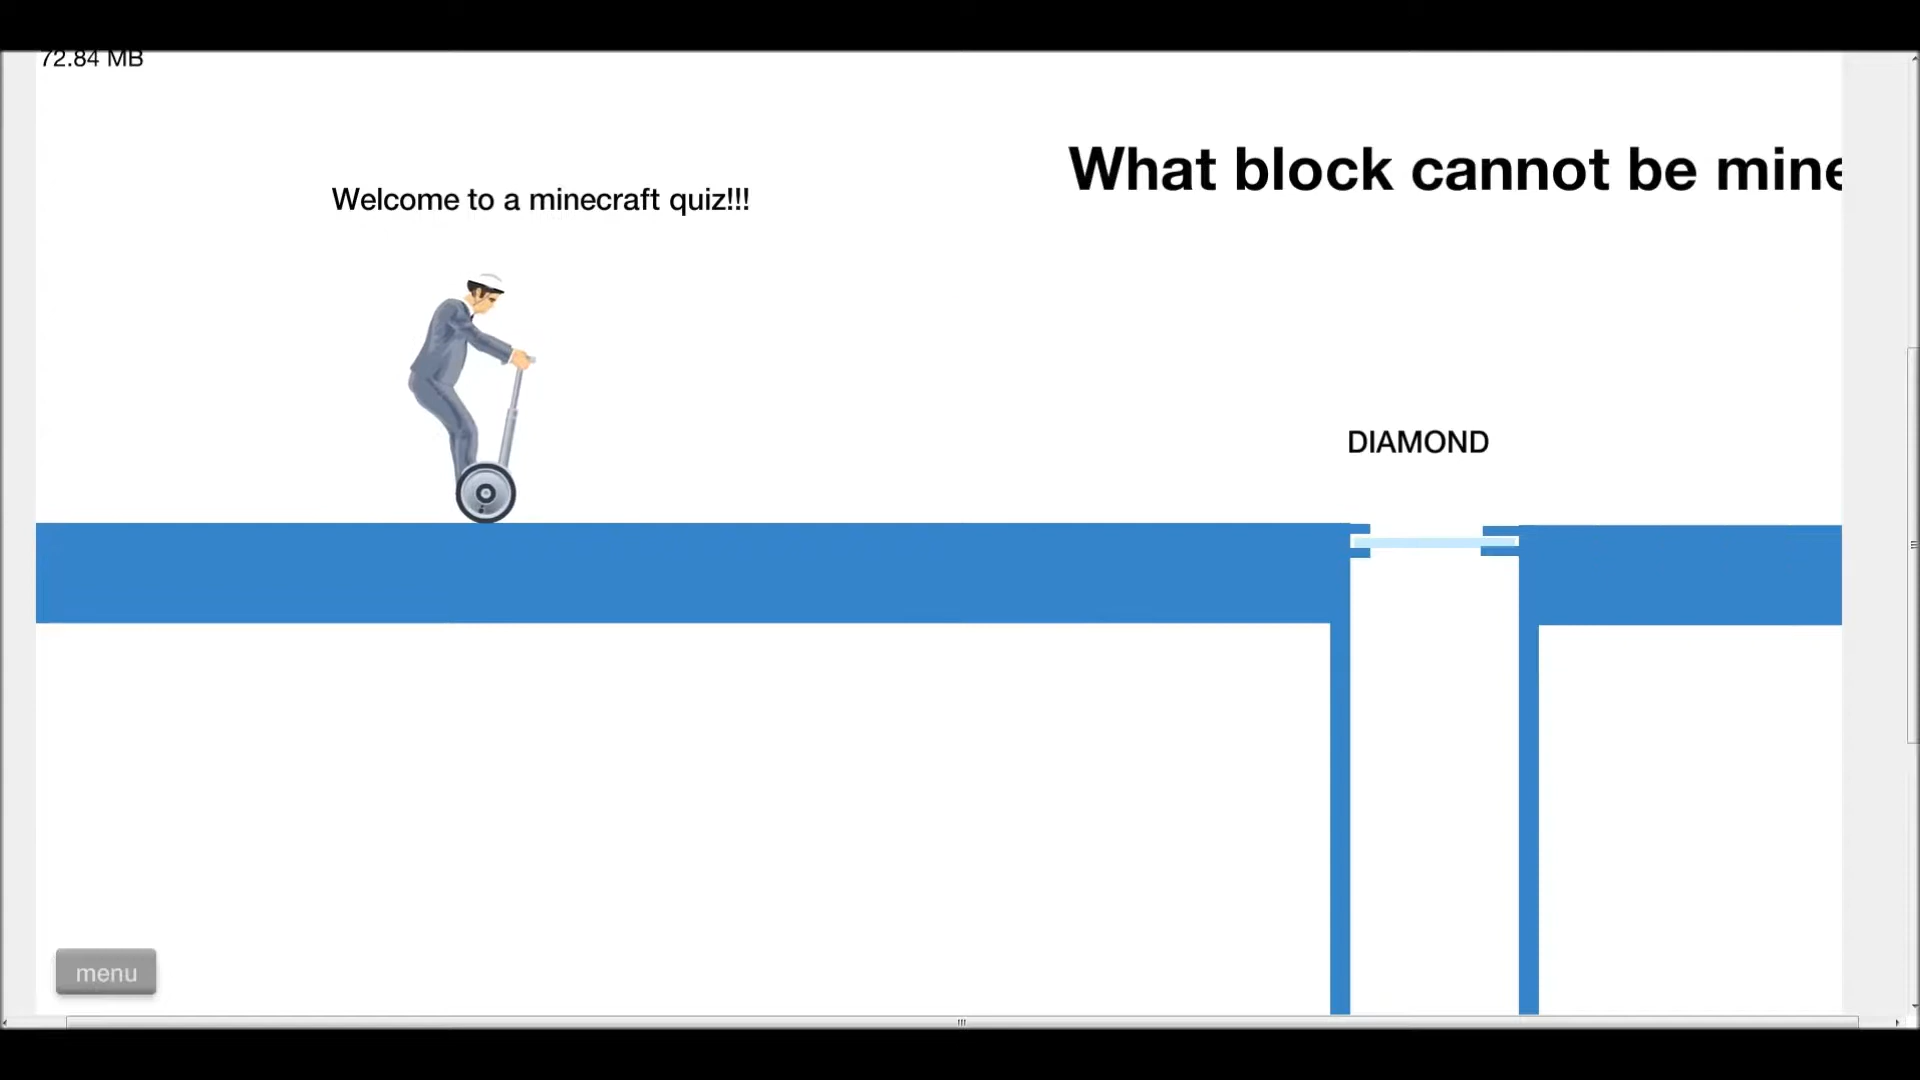 72.84 MB
What block cannot be mine
Welcome to a minecraft quiz!!!
DIAMOND
menu